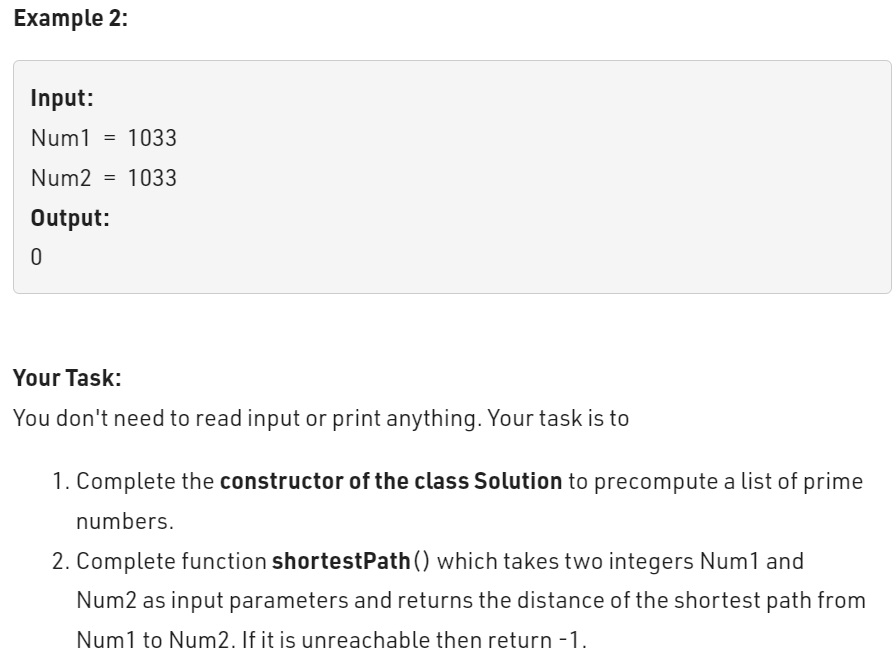 Example 2:
Input:
Num1 = 1033
Num2 = 1033
Output:
0
Your Task:
You don't need to read input or print anything. Your task is to
1. Complete the constructor of the class Solution to precompute a list of prime
numbers.
2. Complete function shortestPath() which takes two integers Num1 and
Num2 as input parameters and returns the distance of the shortest path from
Num1 to Num2. If it is unreachable then return -1.